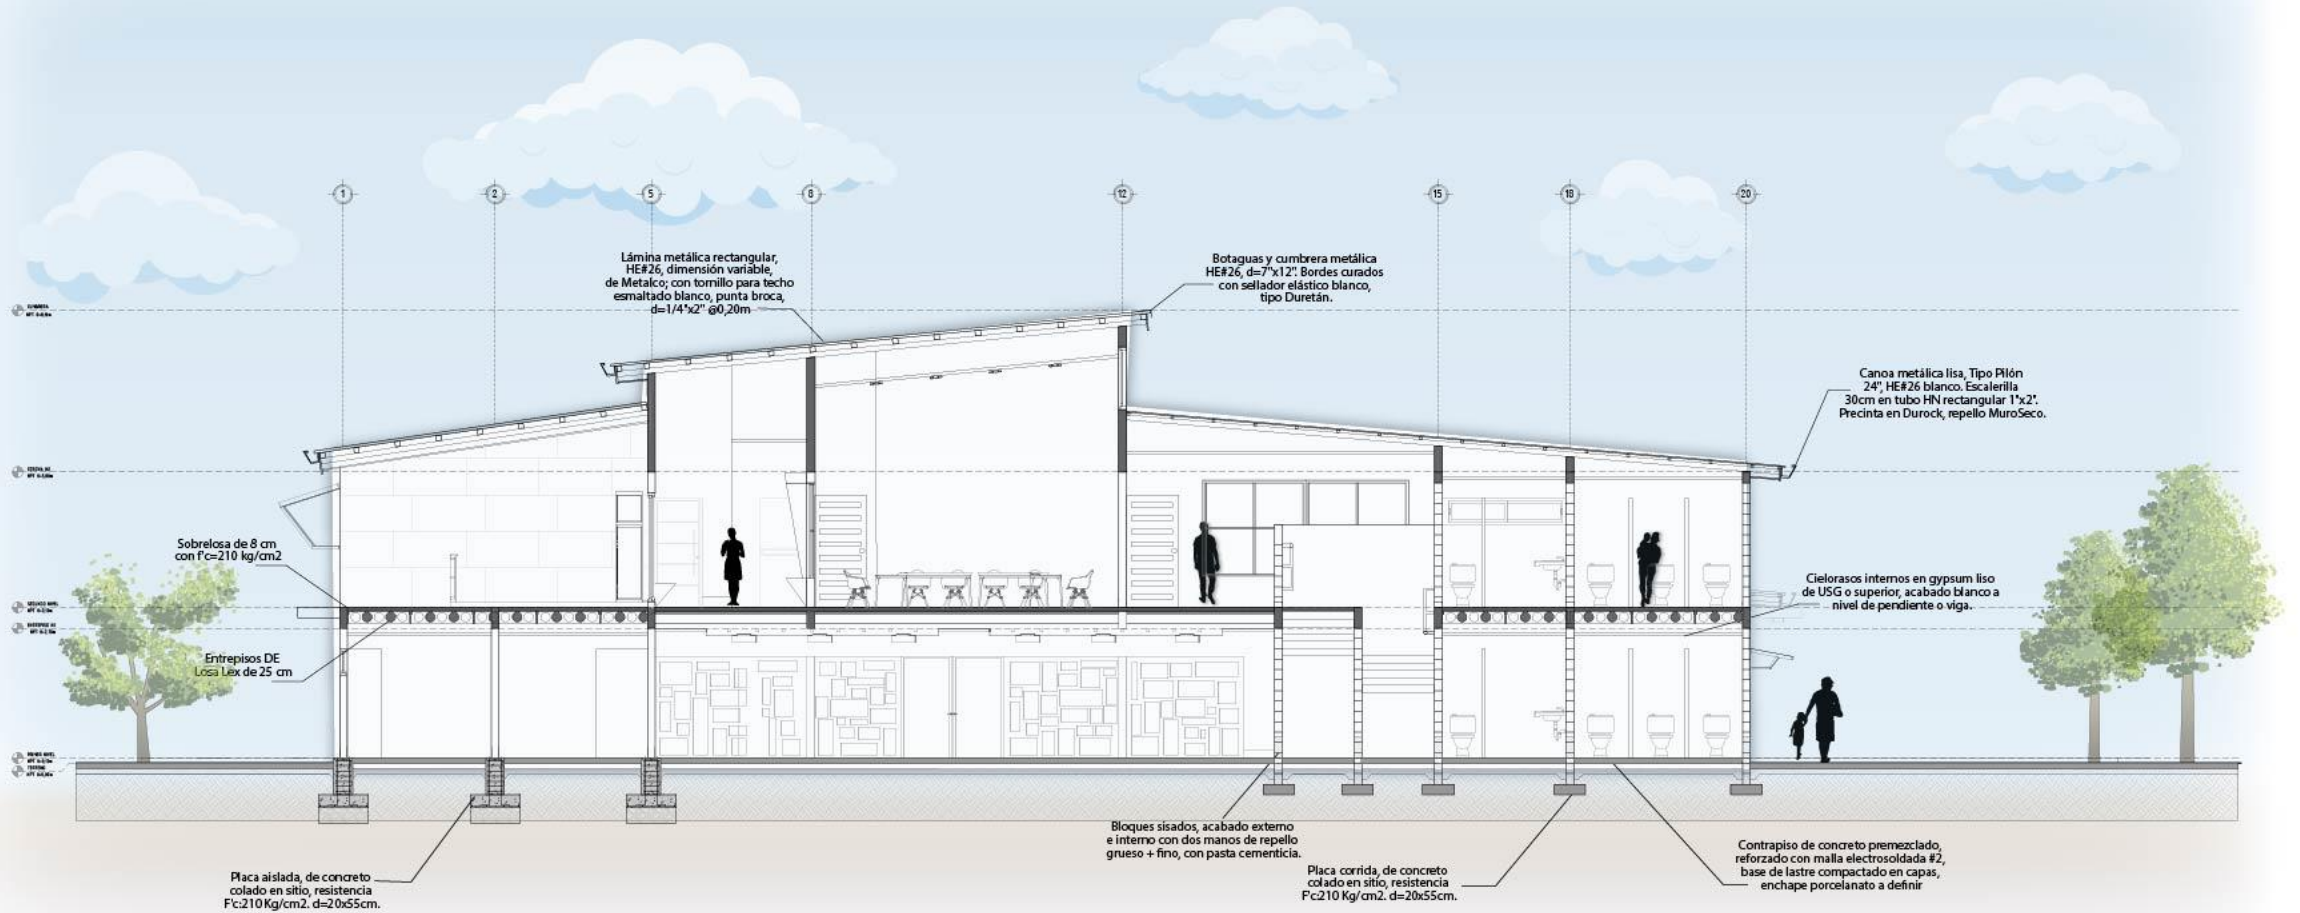 1
2
5
8
12
15
18
20
Lámina metálica rectangular,
HE#26, dimensión variable,
de Metalco; con tornillo para techo
esmaltado blanco, punta broca,
d=1/4"x2" @0,20m
Botaguas y cumbrera metálica
HE#26, d=7"x12". Bordes curados
con sellador elástico blanco,
tipo Duretán.
Canoa metálica lisa, Tipo Pilón
24", HE#26 blanco. Escalerilla
30cm en tubo HN rectangular 1"x2".
Precinta en Durock, repello MuroSeco.
Sobrelosa de 8 cm
con f'c=210 kg/cm2
Cielorasos internos en gypsum liso
de USG o superior, acabado blanco a
nivel de pendiente o viga.
Entrepisos DE
Losa Lex de 25 cm
Bloques sisados, acabado externo
e interno con dos manos de repello
grueso + fino, con pasta cementicia.
Placa aislada, de concreto
colado en sitio, resistencia
F'c:210 Kg/cm2. d=20x55cm.
Placa corrida, de concreto
colado en sitio, resistencia
F'c:210 Kg/cm2. d=20x55cm.
Contrapiso de concreto premezclado,
reforzado con malla electrosoldada #2,
base de lastre compactado en capas,
enchape porcelanato a definir